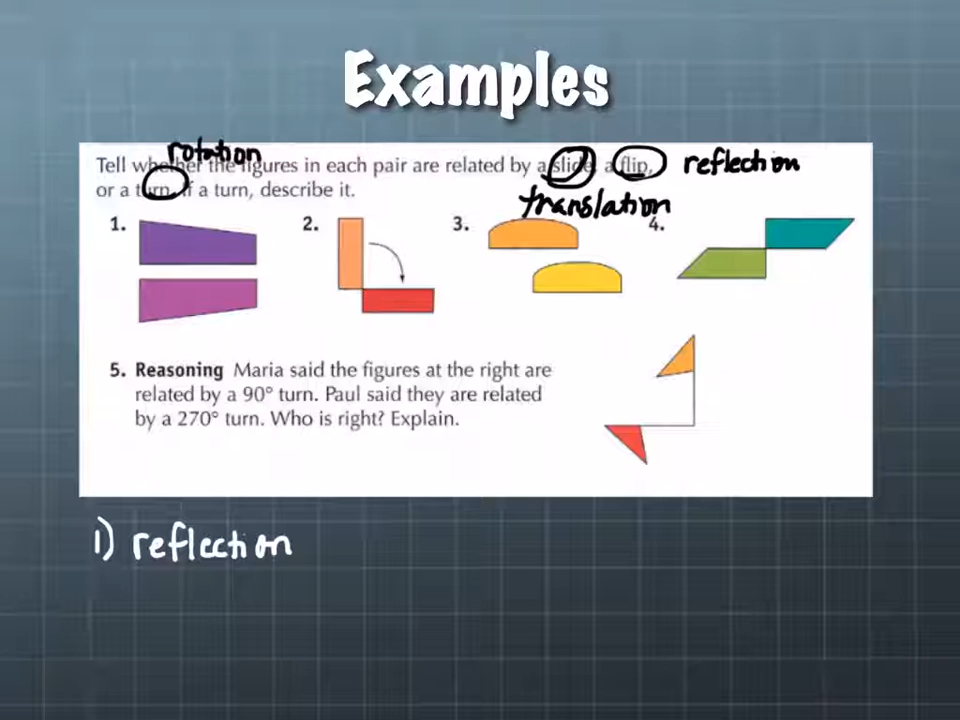 Examples
rotation
Tell whether the figures in each pair are related by a slide, a flip, reflection
or a turn. If a turn, describe it.
translation
1. 2. 3. 4.
5. Reasoning Maria said the figures at the right are
related by a 90° turn. Paul said they are related
by a 270° turn. Who is right? Explain.
1) reflection